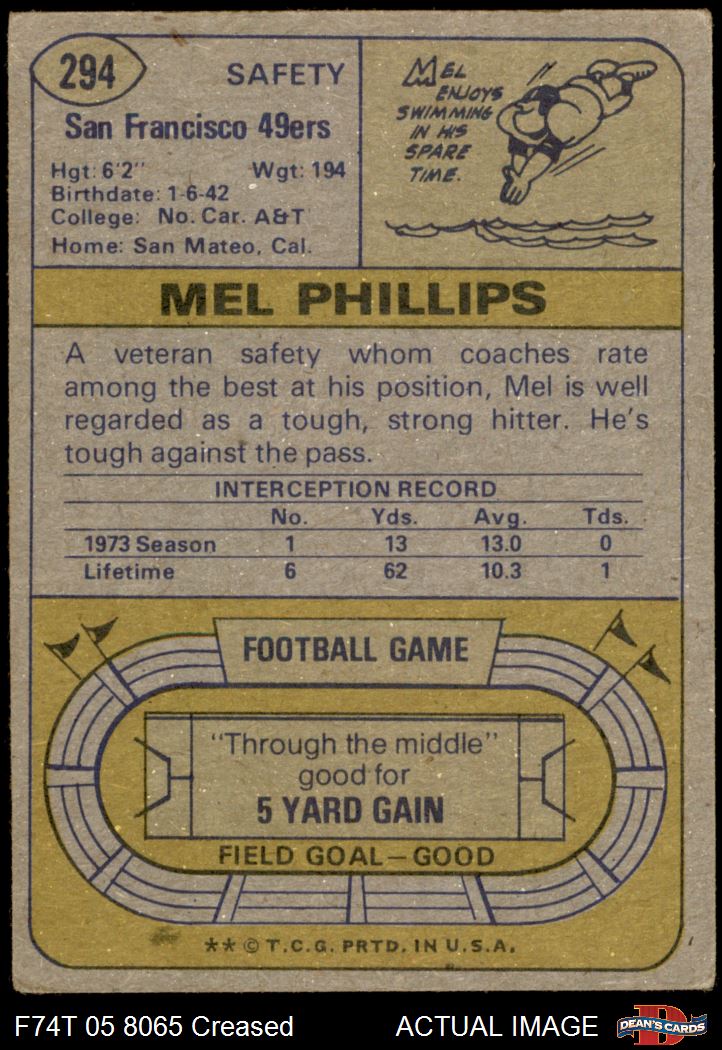 294
SAFETY
San Francisco 49ers
Hgt: 6'2" Wgt: 194
Birthdate: 1-6-42
College: No. Car. A&T
Home: San Mateo, Cal.
MEL
ENJOYS
SWIMMING
IN HIS
SPARE
TIME.
MEL PHILLIPS
A veteran safety whom coaches rate
among the best at his position, Mel is well
regarded as a tough, strong hitter. He's
tough against the pass.
INTERCEPTION RECORD
No. Yds. Avg. Tds.
1973 Season 1 13 13.0 0
Lifetime 6 62 10.3 1
FOOTBALL GAME
"Through the middle"
good for
5 YARD GAIN
FIELD GOAL—GOOD
** © T.C.G. PRTD. IN U.S.A.
F74T 05 8065 Creased ACTUAL IMAGE
D
DEAN'S CARDS